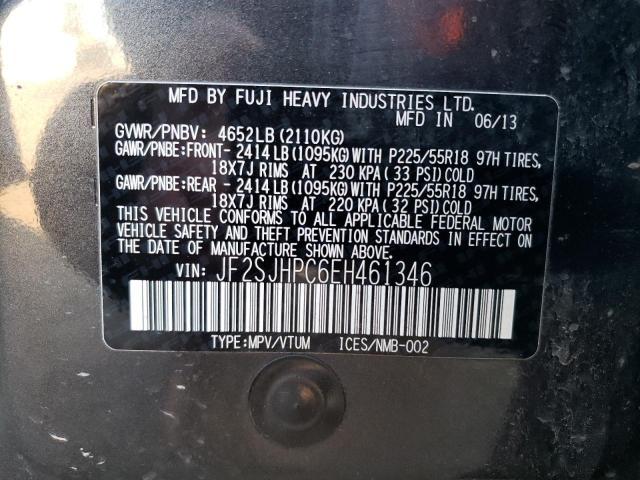 MFD BY FUJI HEAVY INDUSTRIES LTD.
MFD IN 06/13
GVWR/PNBV: 4652LB (2110KG)
GAWR/PNBE:FRONT- 2414LB (1095KG) WITH P225/55R18 97H TIRES,
18X7J RIMS AT 230 KPA ( 33 PSI) COLD
GAWR/PNBE:REAR - 2414LB (1095KG) WITH P225/55R18 97H TIRES,
18X7J RIMS AT 220 KPA ( 32 PSI) COLD
THIS VEHICLE CONFORMS TO ALL APPLICABLE FEDERAL MOTOR
VEHICLE SAFETY AND THEFT PREVENTION STANDARDS IN EFFECT ON
THE DATE OF MANUFACTURE SHOWN ABOVE.
VIN: JF2SJHPC6EH461346
TYPE:MPV/VTUM ICES/NMB-002